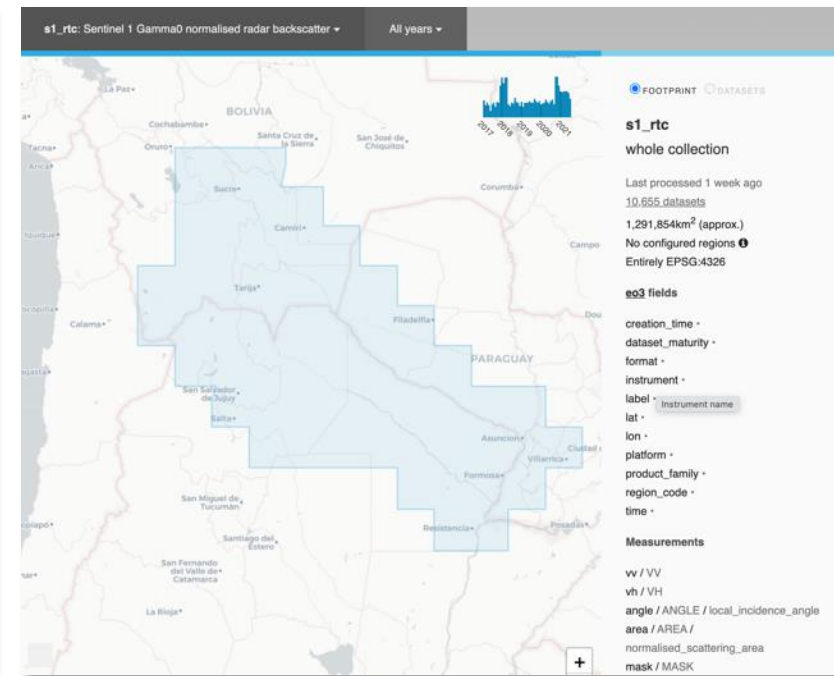 s1_rtc: Sentinel 1 Gamma0 normalised radar backscatter
All years
La Paz
BOLIVIA
Cochabamba
Santa Cruz de
la Sierra
San José de
Chiquitos
Oruro
Tacna
Arica
Sucre
Corumba
Camiri
Iquique
Campo
Tarija
Calama
Filadelfia
Dou
PARAGUAY
San Salvador
de Jujuy
Salta
Asuncion
Ciudad
Villarrica
Formosa
San Miguel de
Tucumán
Resistencia
Posadas
Santiago del
Estero
San Fernando
del Valle de
Catamarca
La Rioja
2017
2018
2019
2020
2021
+
FOOTPRINT DATASETS
s1_rtc
whole collection
Last processed 1 week ago
10,655 datasets
1,291,854km² (approx.)
No configured regions
Entirely EPSG:4326
eo3 fields
creation_time
dataset_maturity
format
instrument
label
Instrument name
lat
lon
platform
product_family
region_code
time
Measurements
vv / VV
vh / VH
angle / ANGLE / local_incidence_angle
area / AREA /
normalised_scattering_area
mask / MASK